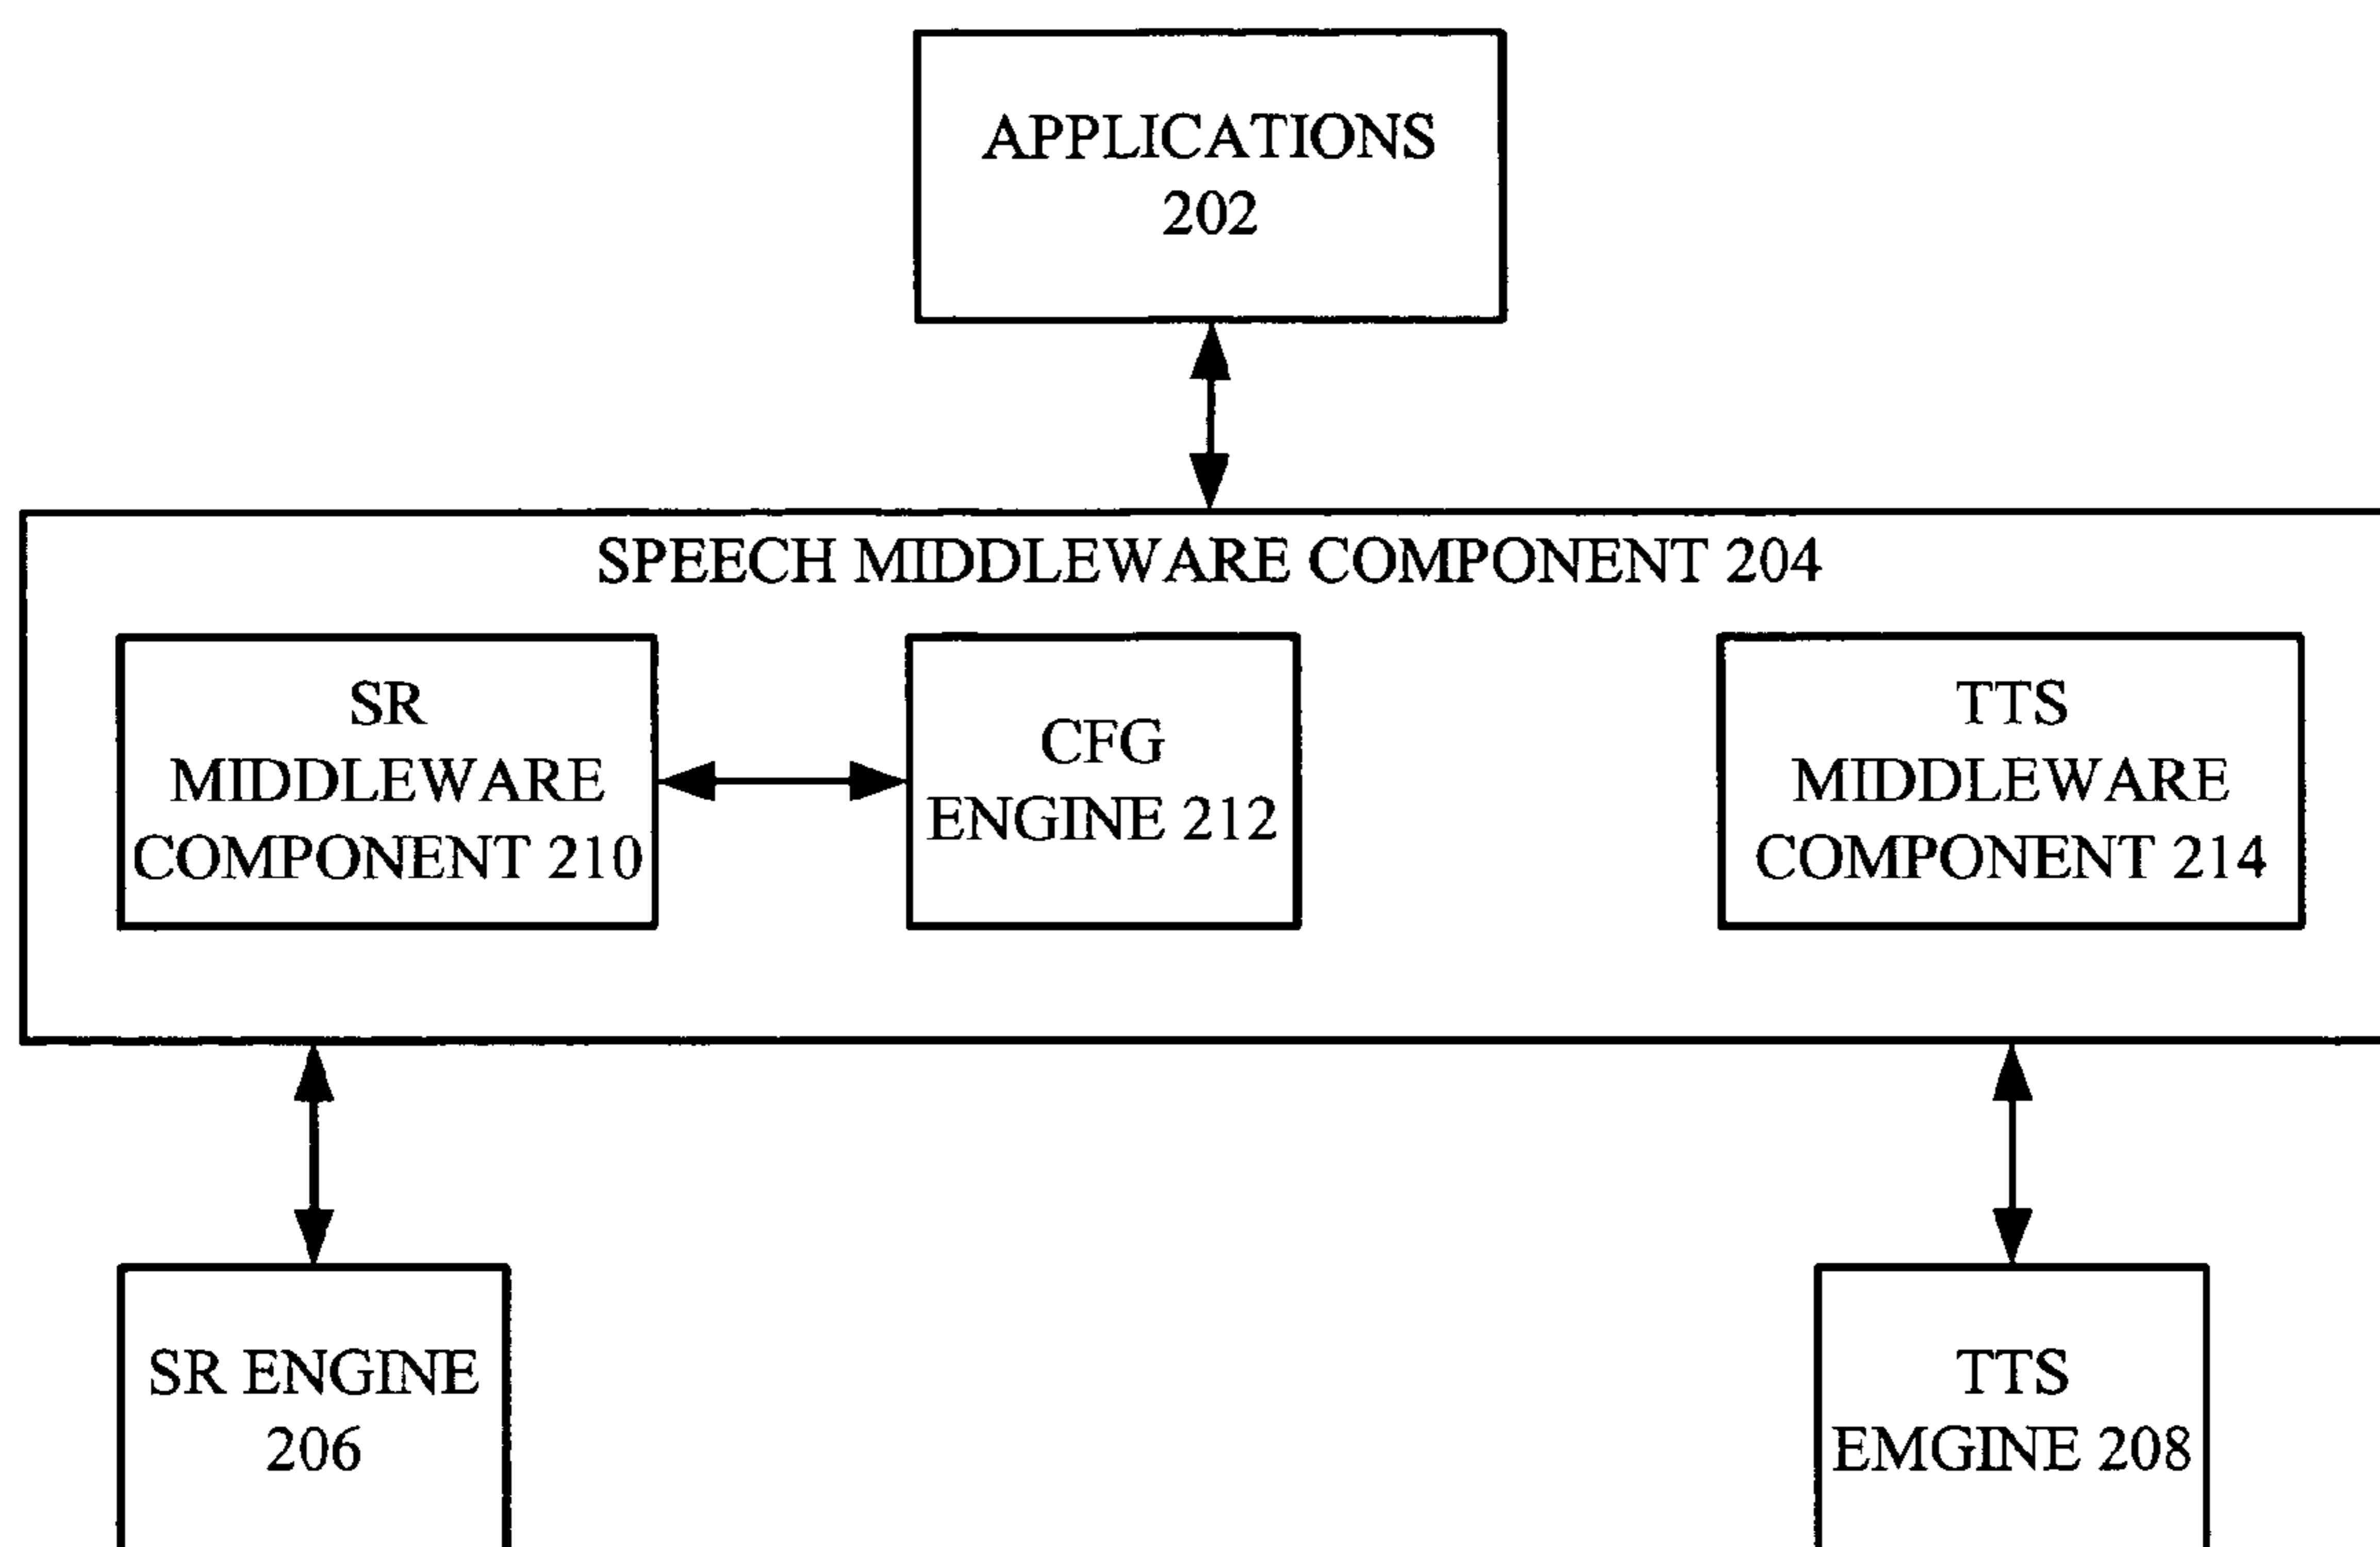 APPLICATIONS
202
SPEECH MIDDLEWARE COMPONENT 204
SR
MIDDLEWARE
COMPONENT 210
CFG
ENGINE 212
TTS
MIDDLEWARE
COMPONENT 214
SR ENGINE
206
TTS
EMGINE 208